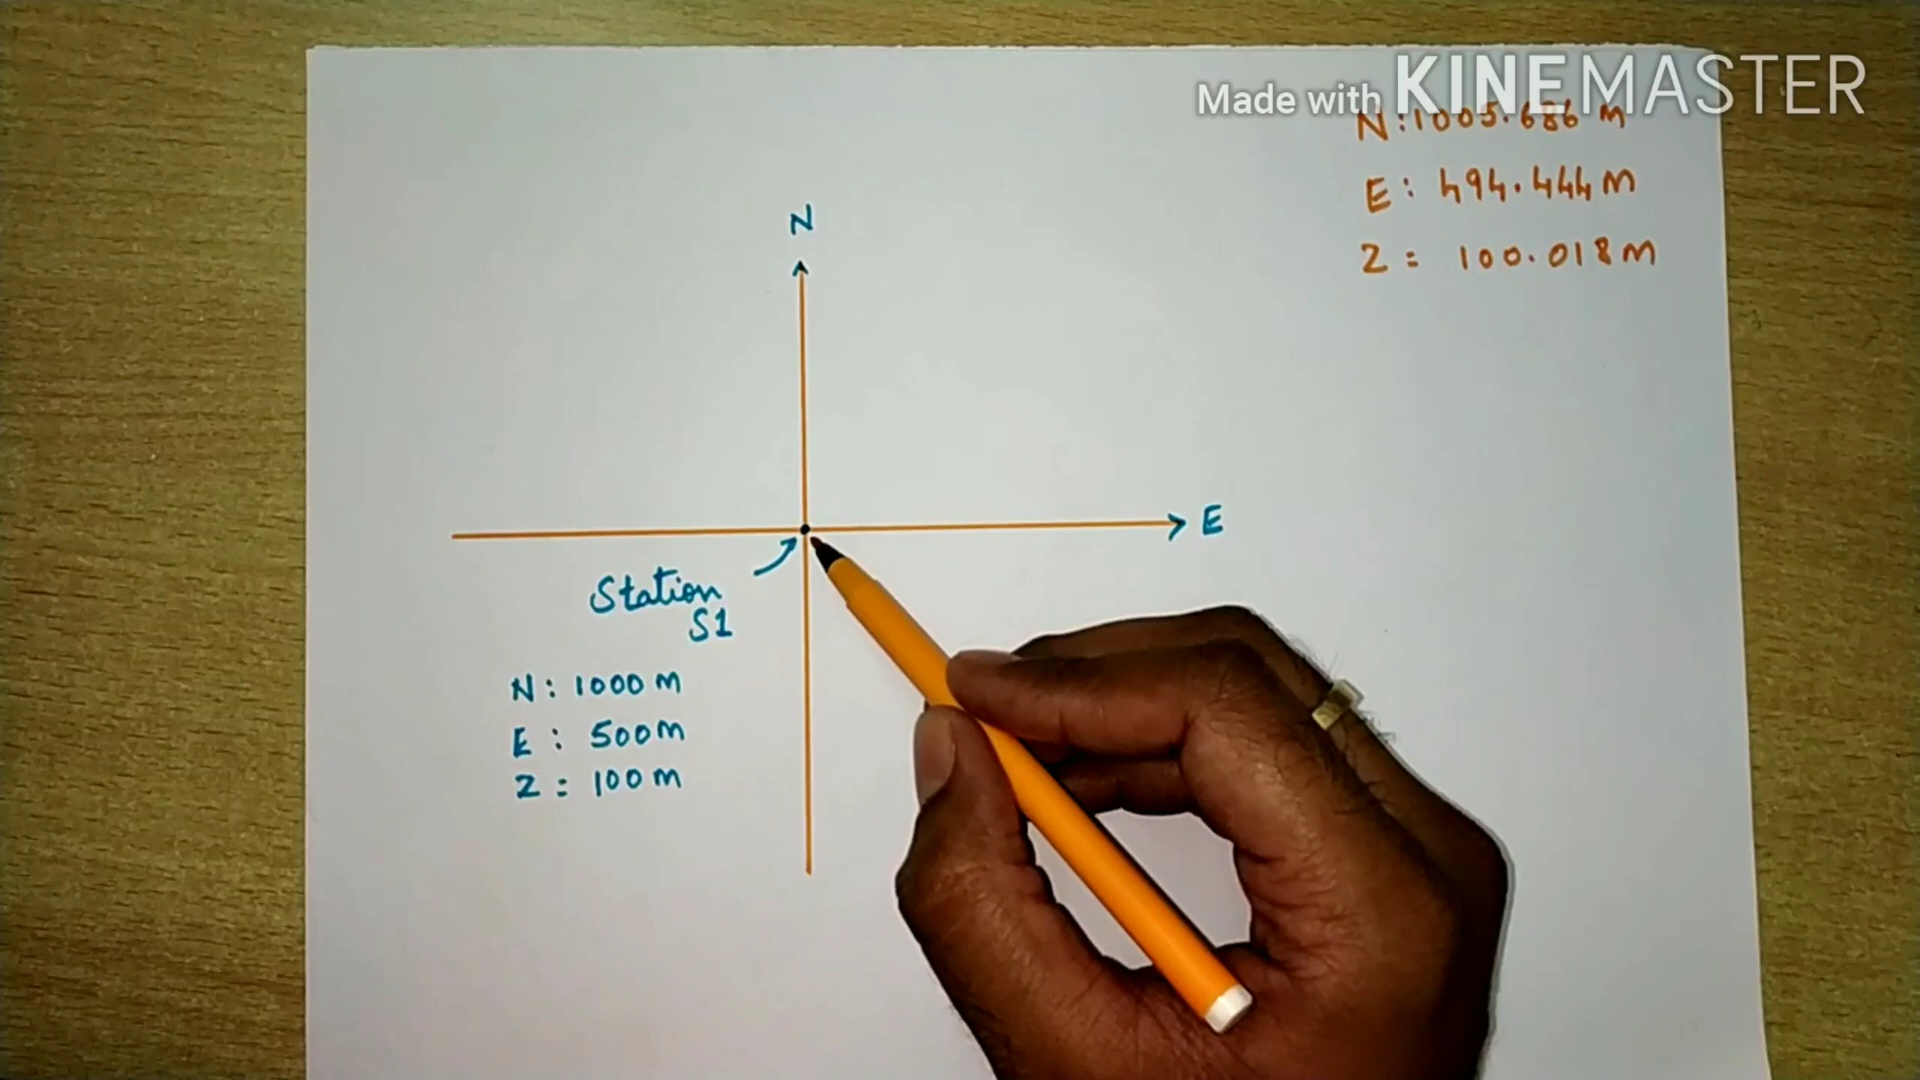 Made with KINEMASTER
N:1005.686 m
E: 494.444 m
Z = 100.018 m
N
E
Station
S1
N: 1000 m
E: 500 m
Z = 100 m